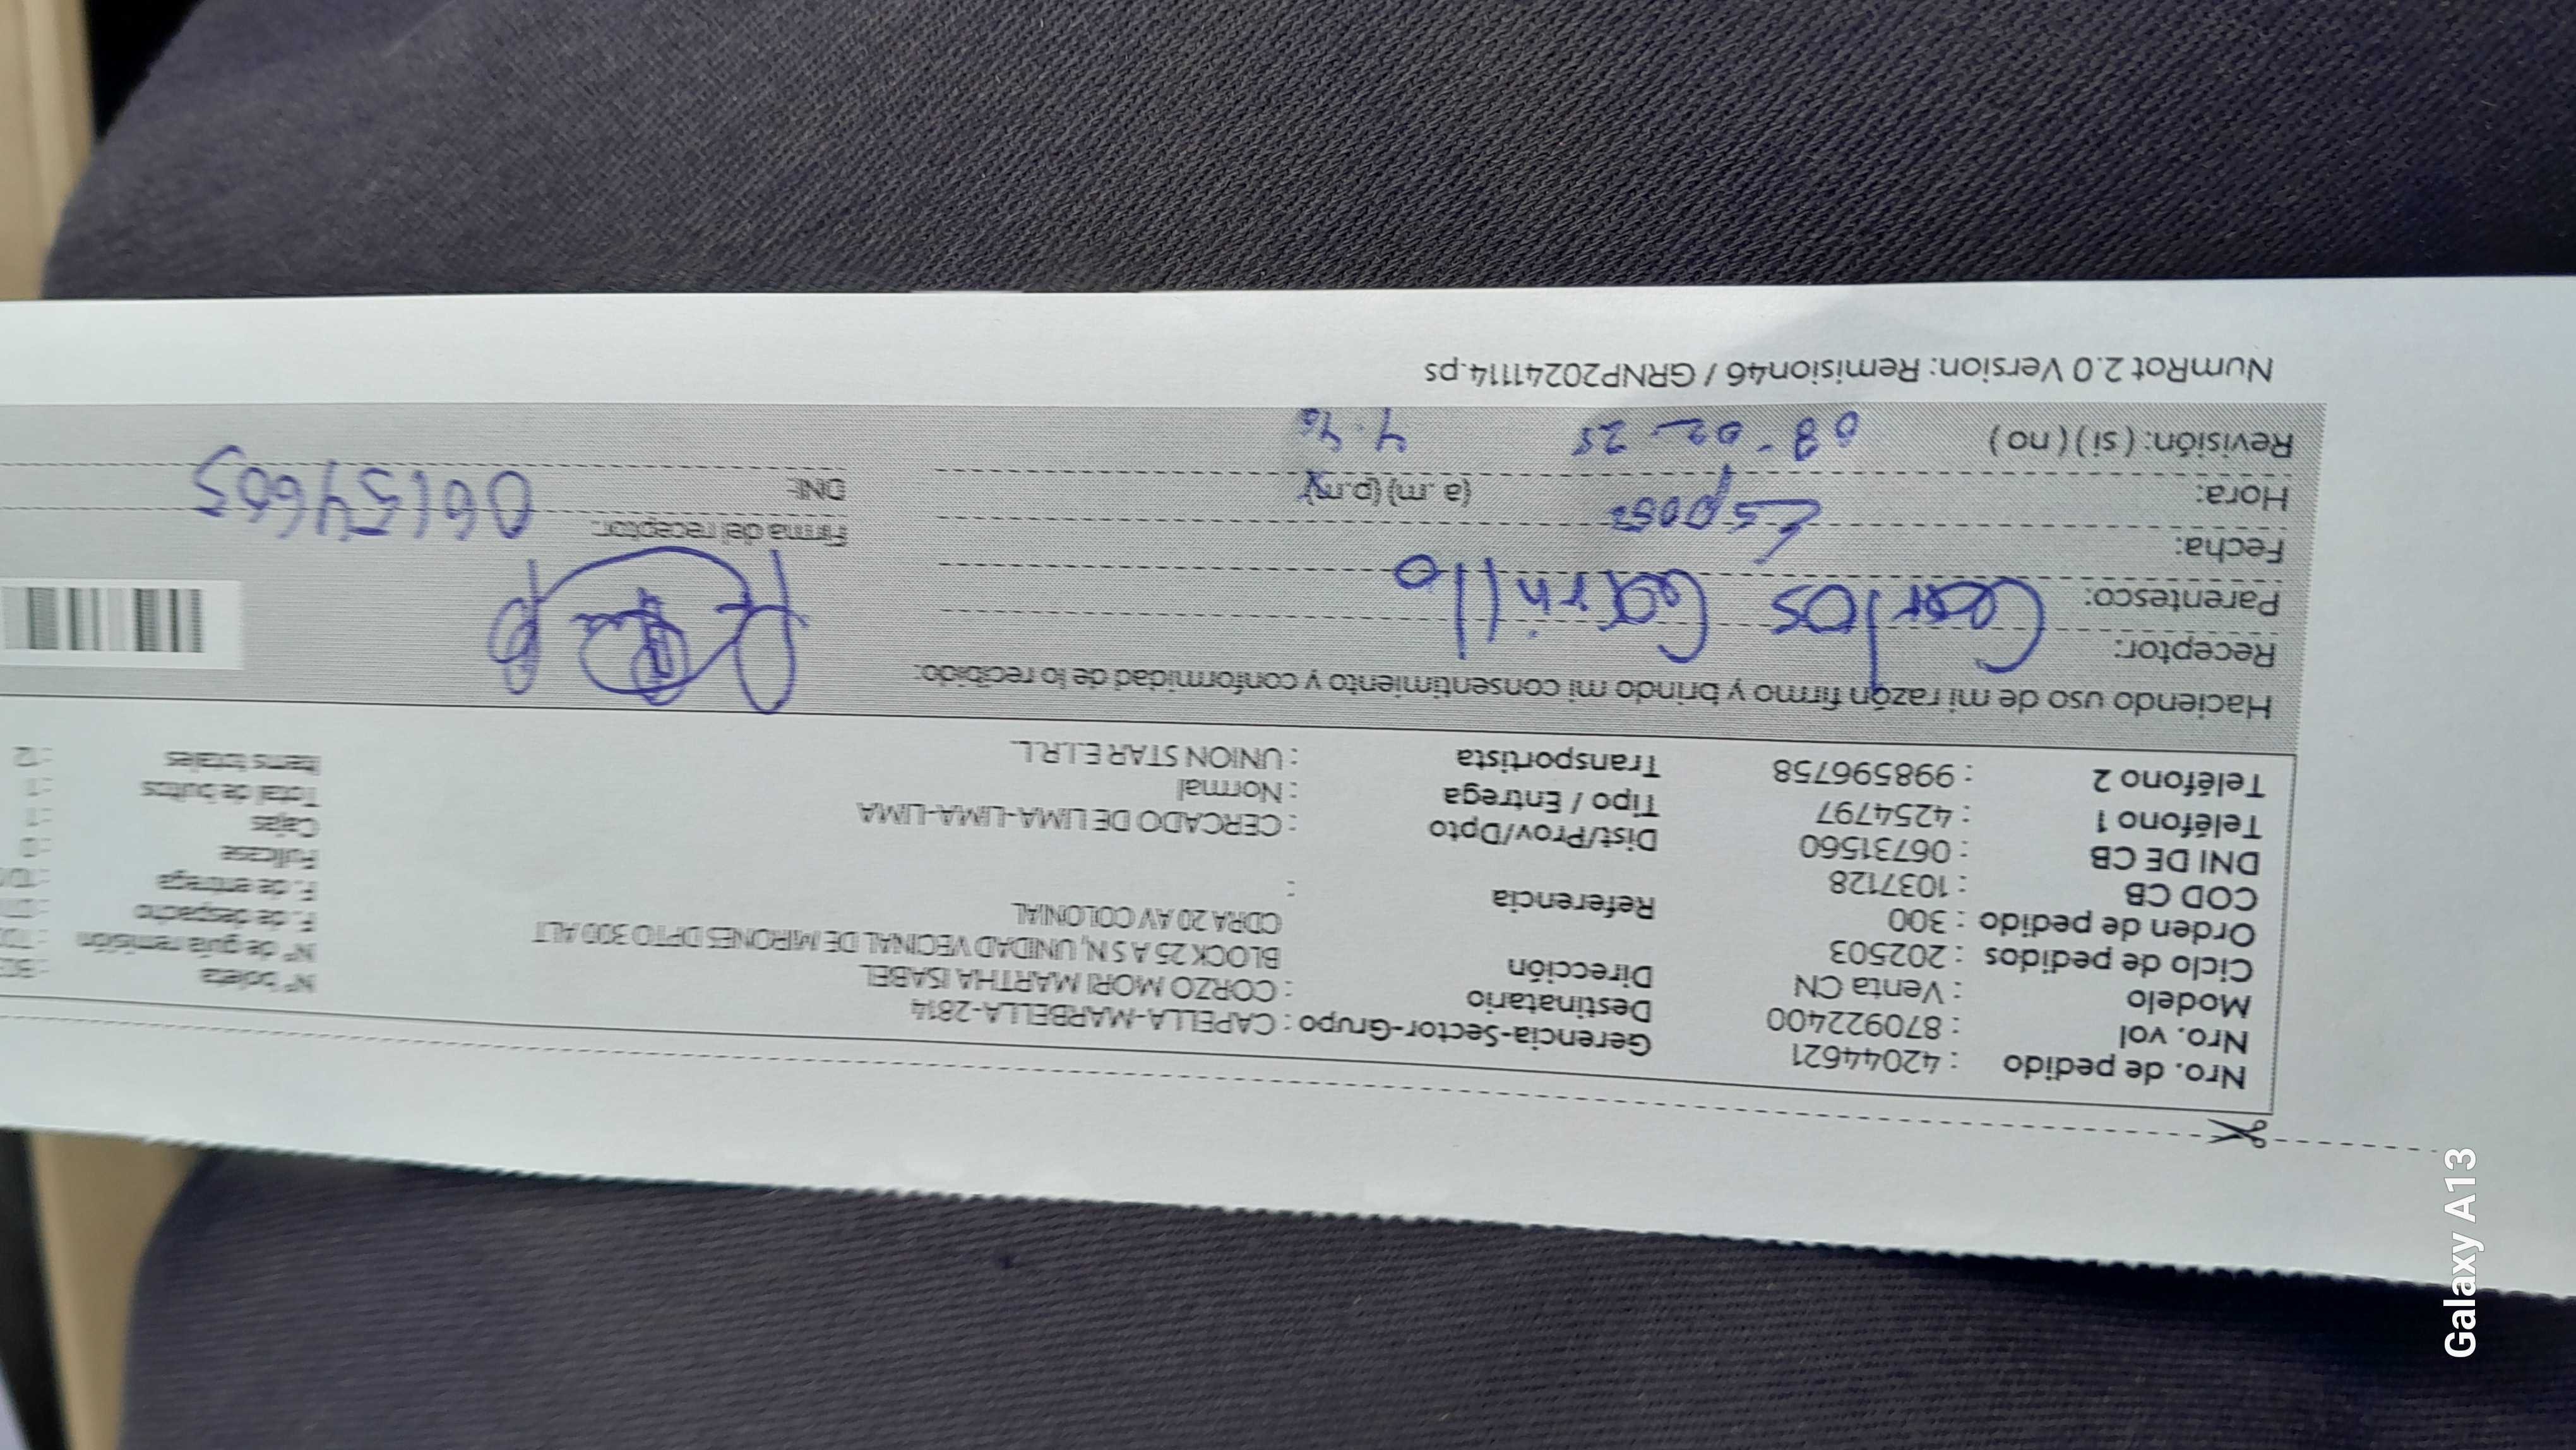 Nro. de pedido : 42044621
Nro. vol : 870922400
Modelo : Venta CN
Ciclo de pedidos : 202503
Orden de pedido : 300
COD CB : 1037128
DNI DE CB : 06731560
Teléfono 1 : 4254797
Teléfono 2 : 998596758
Gerencia-Sector-Grupo : CAPELLA-MARBELLA-2814
Destinatario : CORZO MORI MARTHA ISABEL
Dirección BLOCK 25 A S N, UNIDAD VECINAL DE MIRONES DPTO 300 ALT
CDRA 20 AV COLONIAL
Referencia :
Dist/Prov/Dpto : CERCADO DE LIMA-LIMA-LIMA
Tipo / Entrega : Normal
Transportista : UNION STAR E.I.R.L.
N° boleta
N° de guía remisión
F. de despacho
F. de entrega
Fullcase : 0
Cajas : 1
Total de bultos : 1
Items totales : 12
Haciendo uso de mi razón firmo y brindo mi consentimiento y conformidad de lo recibido:
Receptor: Carlos Carrillo
Parentesco: Esposo
Fecha:
Hora: (a.m) (p.m)
Revisión: ( si ) ( no ) 08-02-25
Firma del receptor:
DNI: 06154605
NumRot 2.0 Version: Remision46 / GRNP20241114.ps
Galaxy A13